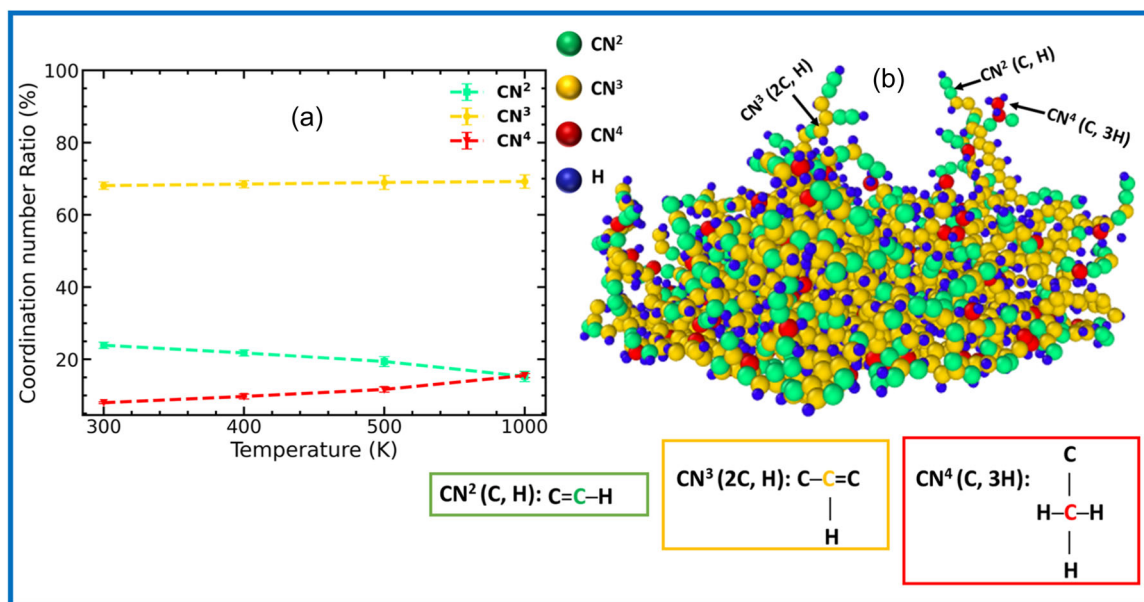 100
80
60
40
20
Coordination number Ratio (%)
(a)
CN²
CN³
CN⁴
300
400
500
1000
Temperature (K)
CN²
CN³
CN⁴
H
(b)
CN³ (2C, H)
CN² (C, H)
CN⁴ (C, 3H)
CN² (C, H): C=C–H
CN³ (2C, H): C–C=C
|
H
C
|
CN⁴ (C, 3H):
H–C–H
|
H